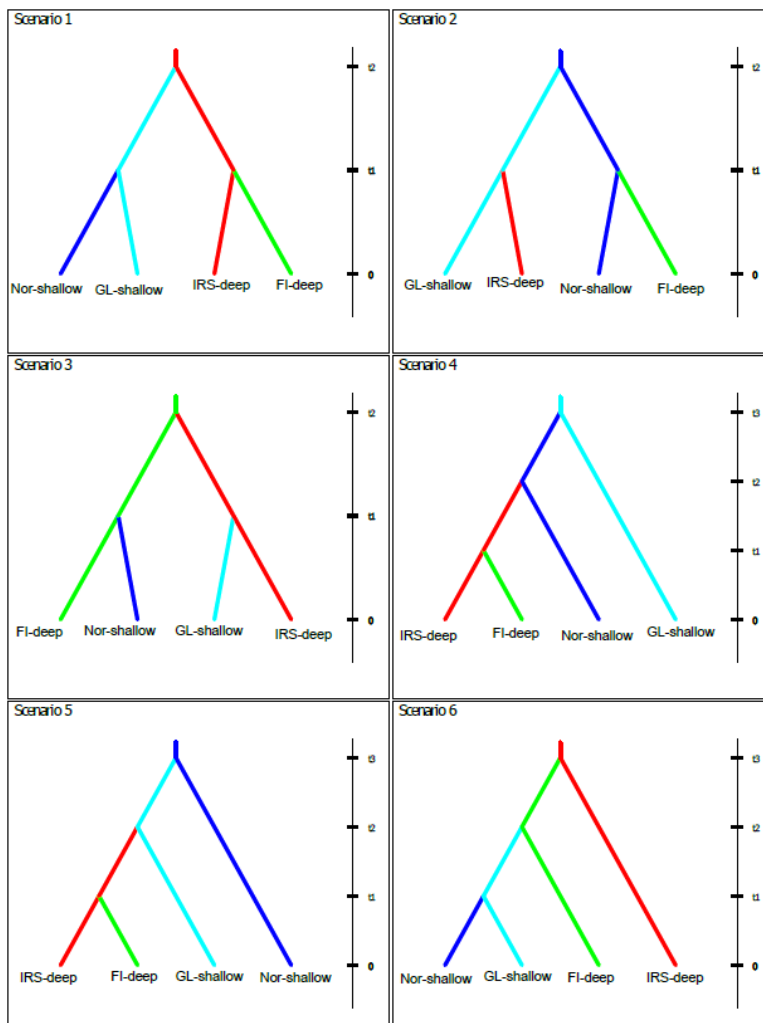 Scenario 1
t2
t1
0
Nor-shallow
GL-shallow
IRS-deep
FI-deep
Scenario 2
t2
t1
0
GL-shallow
IRS-deep
Nor-shallow
FI-deep
Scenario 3
t2
t1
0
FI-deep
Nor-shallow
GL-shallow
IRS-deep
Scenario 4
t3
t2
t1
0
IRS-deep
FI-deep
Nor-shallow
GL-shallow
Scenario 5
t3
t2
t1
0
IRS-deep
FI-deep
GL-shallow
Nor-shallow
Scenario 6
t3
t2
t1
0
Nor-shallow
GL-shallow
FI-deep
IRS-deep